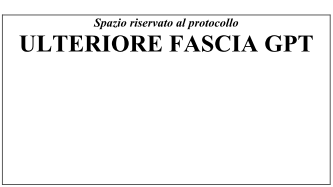 Spazio riservato al protocollo
ULTERIORE FASCIA GPT